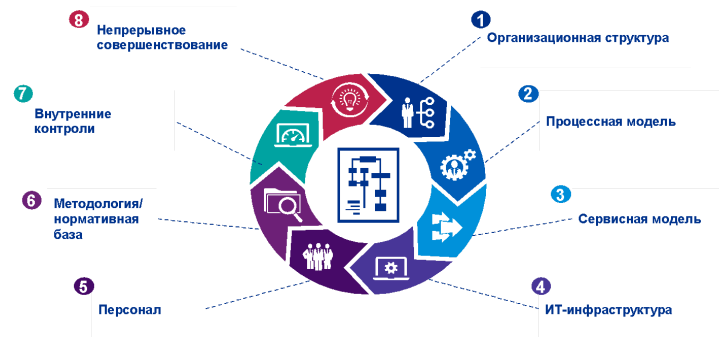 1
Организационная структура
2
Процессная модель
3
Сервисная модель
4
ИТ-инфраструктура
5
Персонал
6
Методология/
нормативная
база
7
Внутренние
контроли
8
Непрерывное
совершенствование